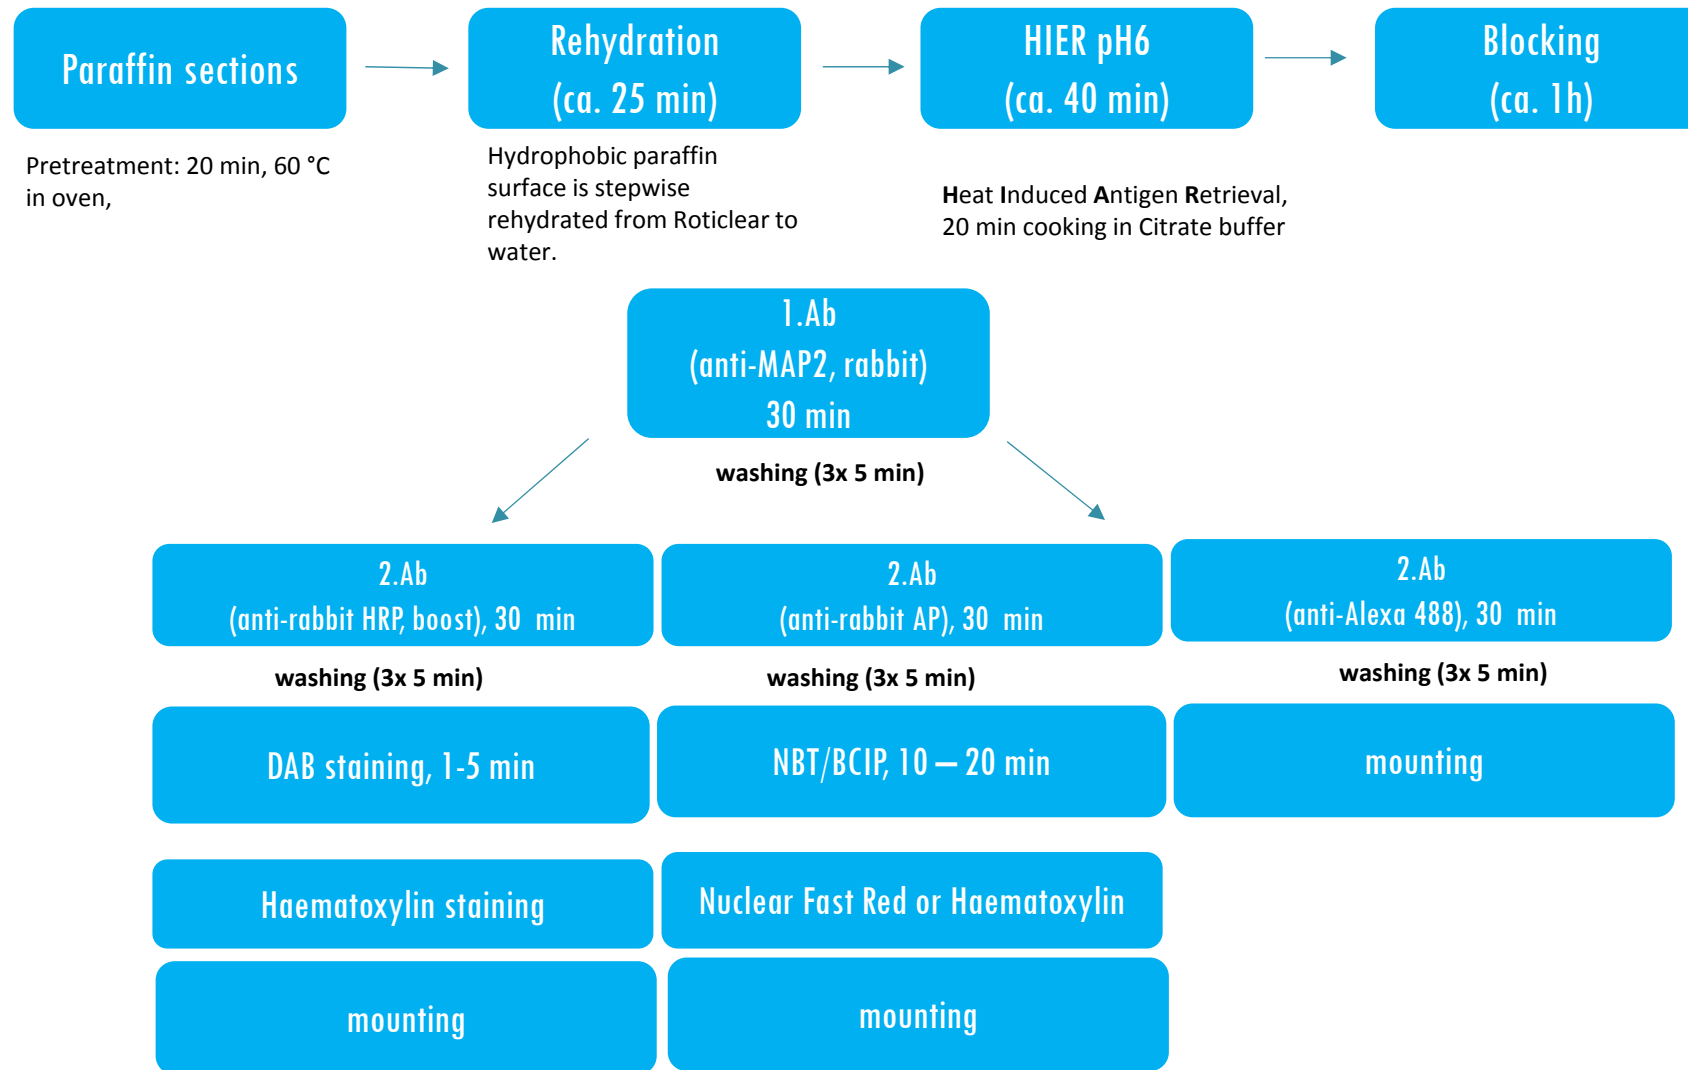 Paraffin sections
Rehydration
(ca. 25 min)
HIER pH6
(ca. 40 min)
Blocking
(ca. 1h)
Pretreatment: 20 min, 60 °C
in oven,
Hydrophobic paraffin
surface is stepwise
rehydrated from Roticlear to
water.
Heat Induced Antigen Retrieval,
20 min cooking in Citrate buffer
1.Ab
(anti-MAP2, rabbit)
30 min
washing (3x 5 min)
2.Ab
(anti-rabbit HRP, boost), 30 min
2.Ab
(anti-rabbit AP), 30 min
2.Ab
(anti-Alexa 488), 30 min
washing (3x 5 min)
washing (3x 5 min)
washing (3x 5 min)
DAB staining, 1-5 min
NBT/BCIP, 10 – 20 min
mounting
Haematoxylin staining
Nuclear Fast Red or Haematoxylin
mounting
mounting